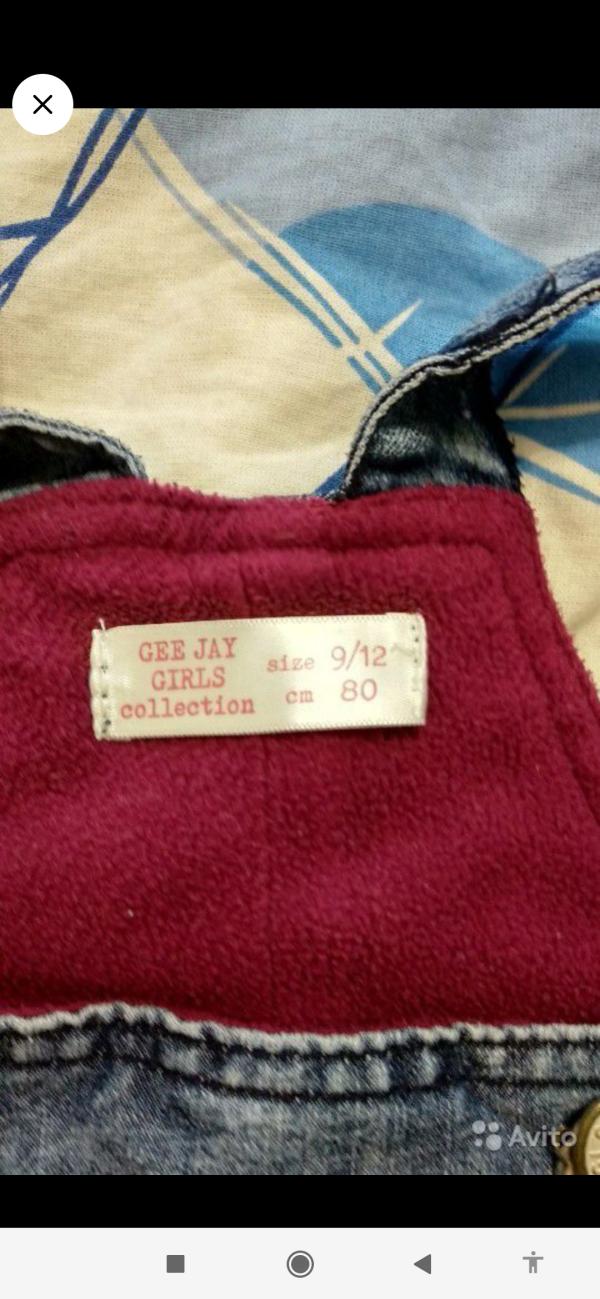 GEE JAY
GIRLS
collection
size 9/12
cm 80
Avito